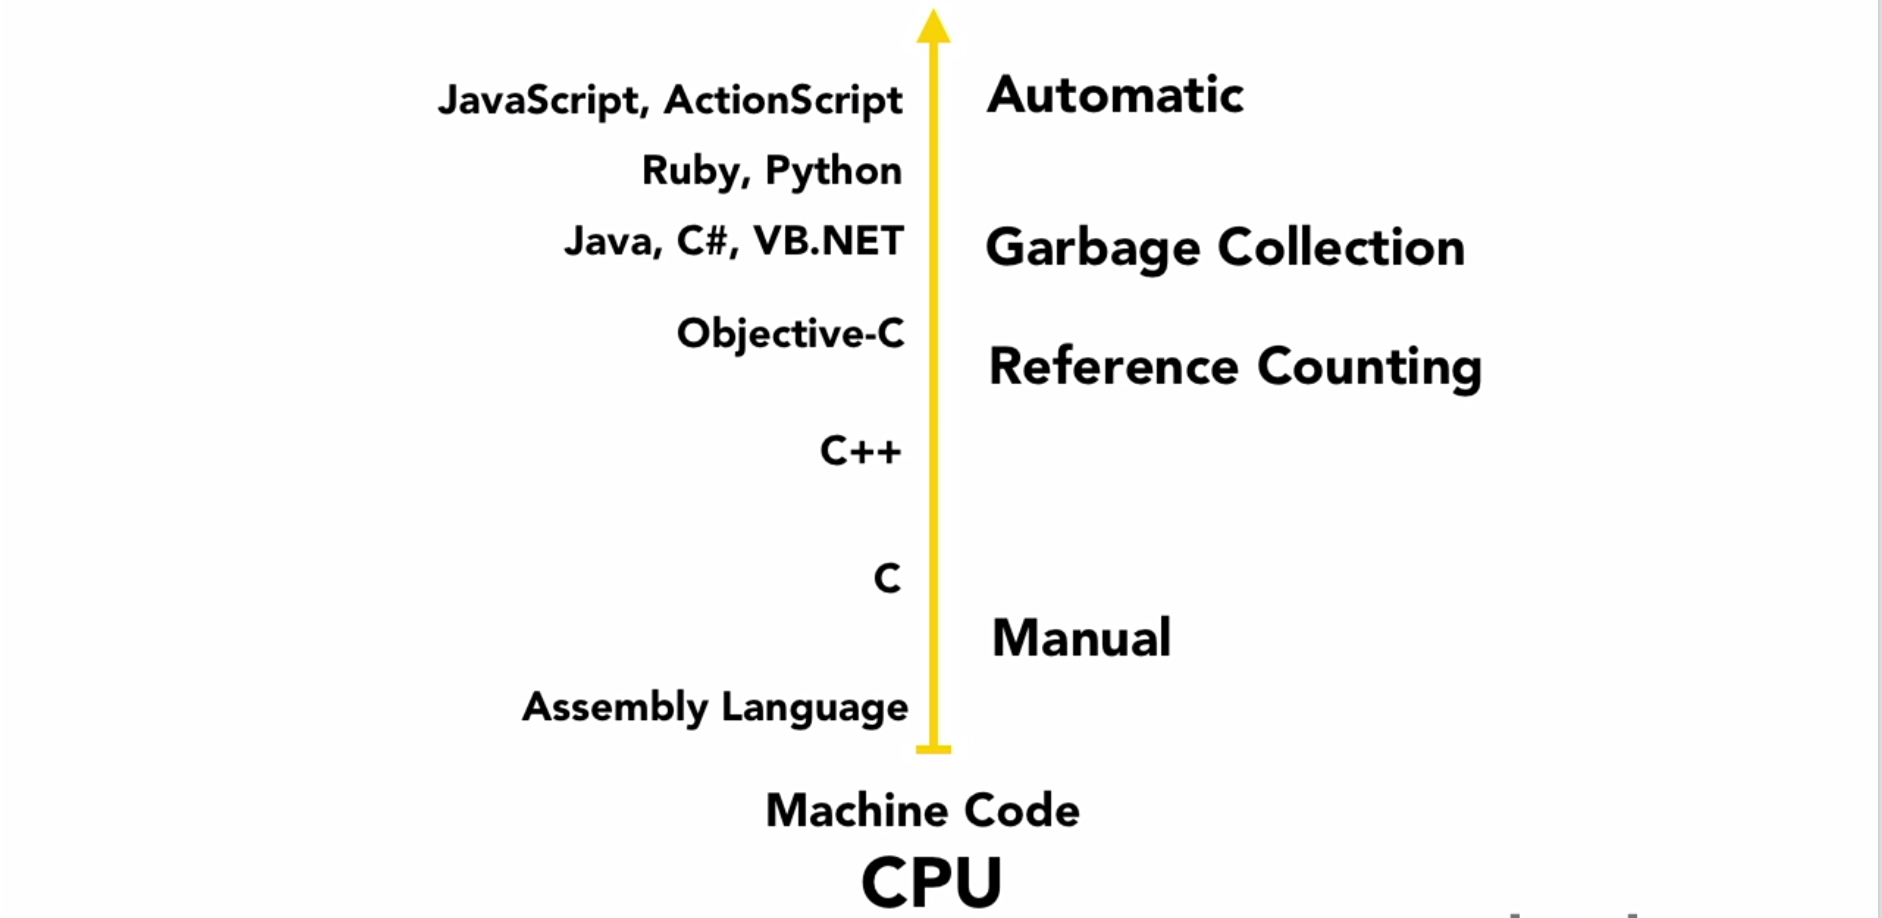 JavaScript, ActionScript
Automatic
Ruby, Python
Java, C#, VB.NET
Garbage Collection
Objective-C
Reference Counting
C++
C
Manual
Assembly Language
Machine Code
CPU